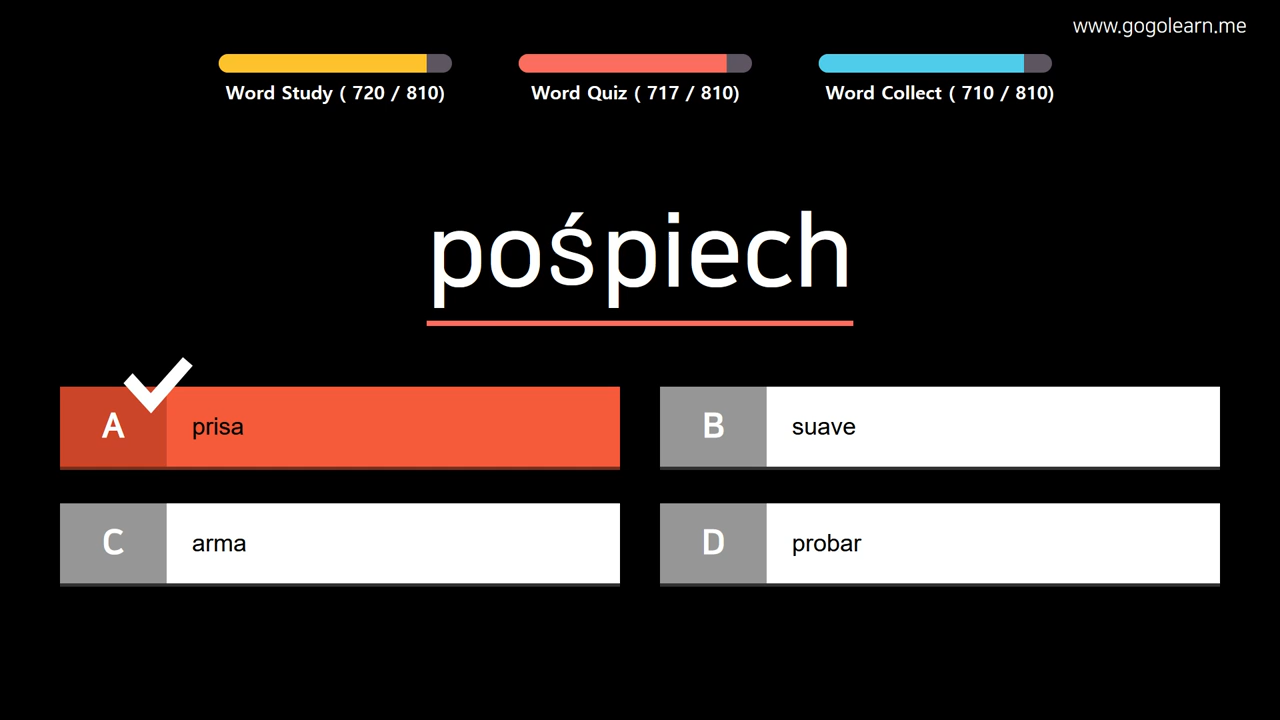 www.gogolearn.me
Word Study ( 720 / 810)
Word Quiz ( 717 / 810)
Word Collect ( 710 / 810)
pośpiech
A prisa
B suave
C arma
D probar